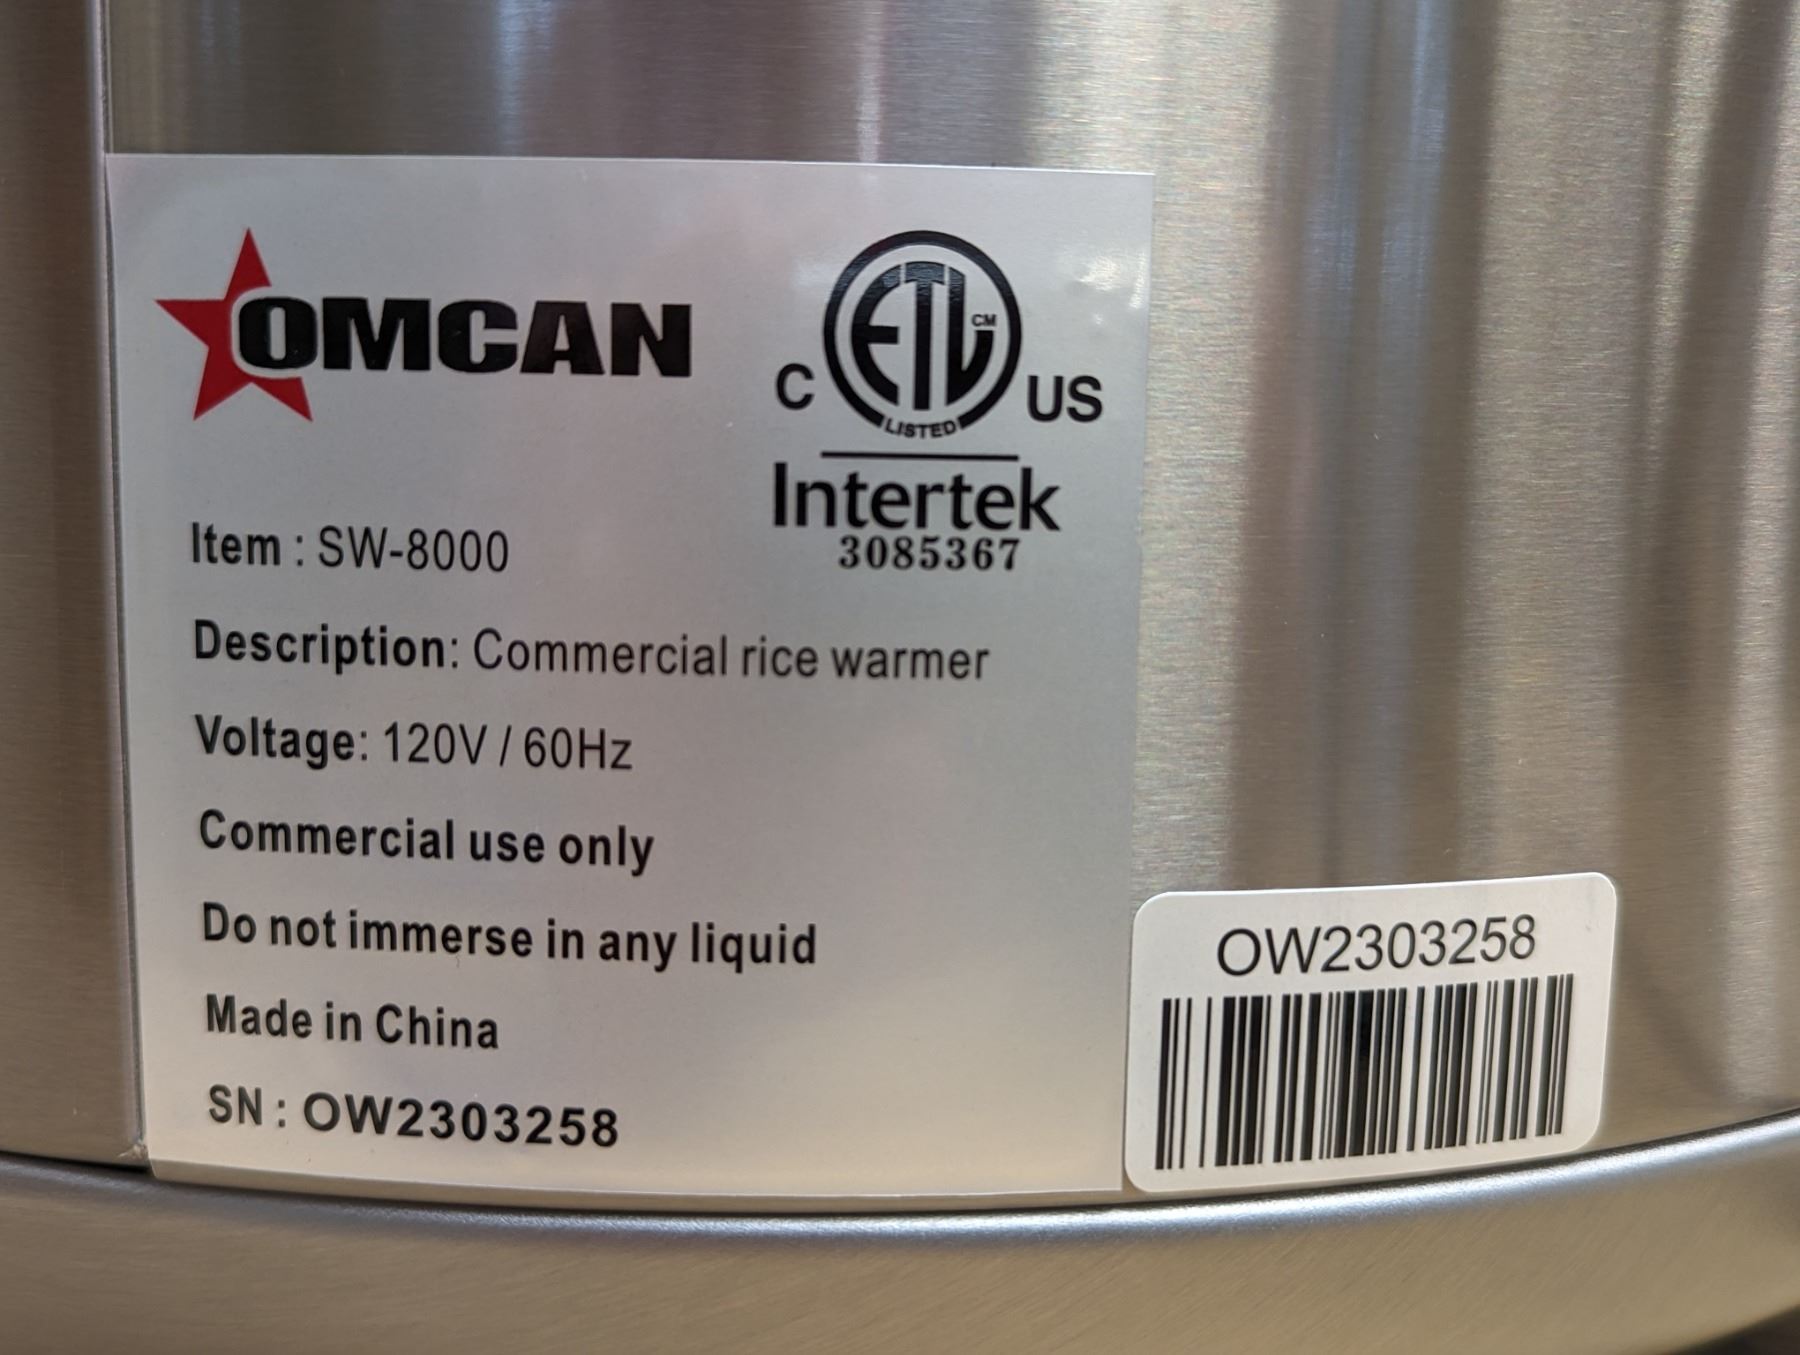 OMCAN
C ETL CM US
LISTED
Intertek
3085367
Item : SW-8000
Description: Commercial rice warmer
Voltage: 120V / 60Hz
Commercial use only
Do not immerse in any liquid
Made in China
SN : OW2303258
OW2303258